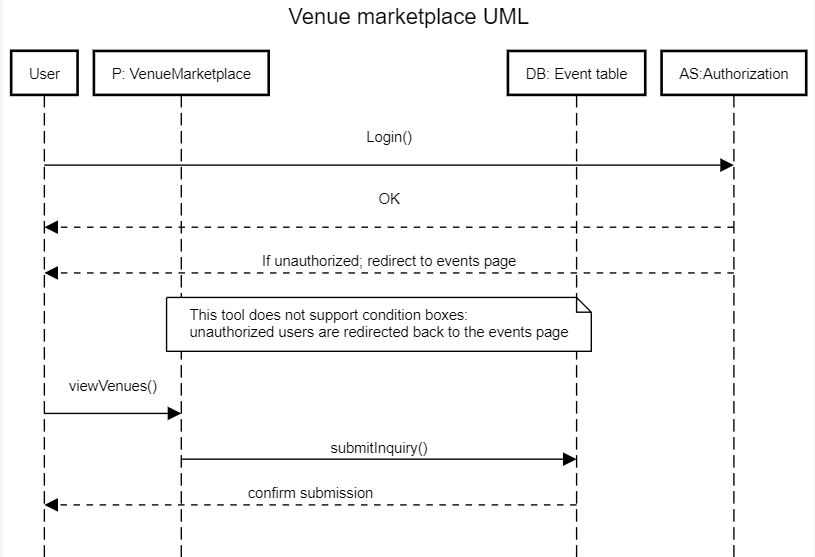 Venue marketplace UML
User
P: VenueMarketplace
DB: Event table
AS:Authorization
Login()
OK
If unauthorized; redirect to events page
This tool does not support condition boxes:
unauthorized users are redirected back to the events page
viewVenues()
submitInquiry()
confirm submission